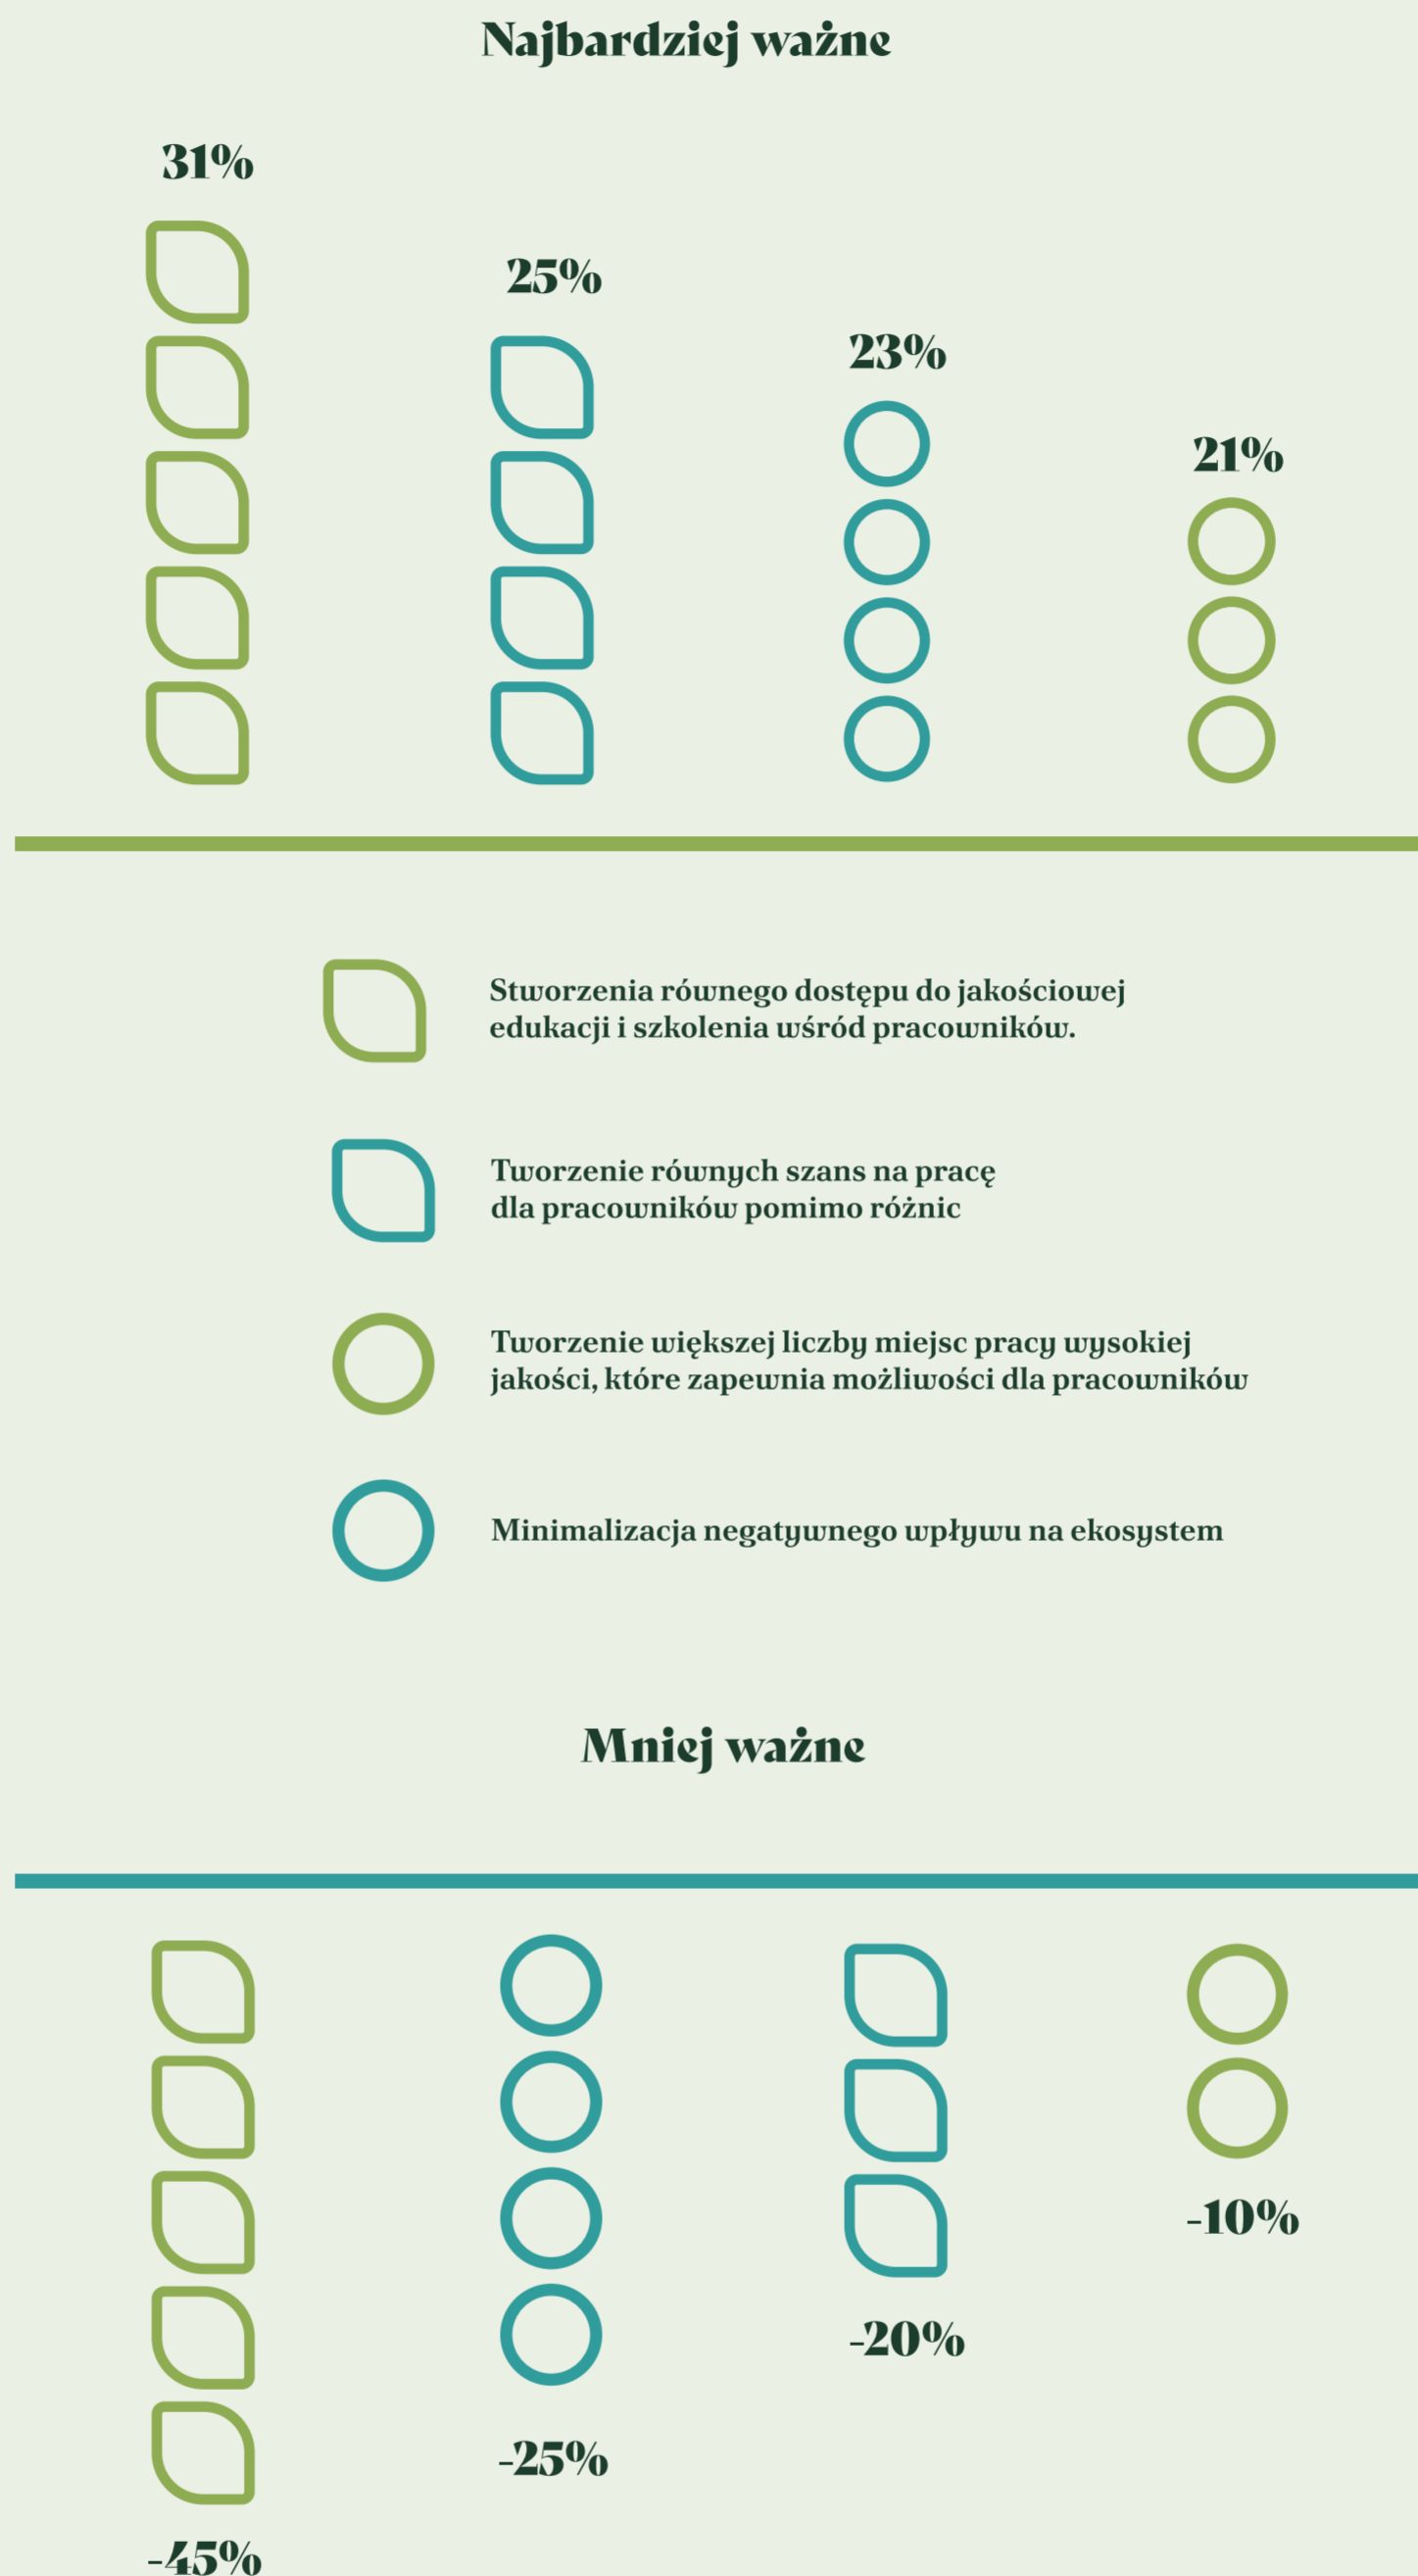 Najbardziej ważne
31%
25%
23%
21%
Stworzenia równego dostępu do jakościowej
edukacji i szkolenia wśród pracowników.
Tworzenie równych szans na pracę
dla pracowników pomimo różnic
Tworzenie większej liczby miejsc pracy wysokiej
jakości, które zapewnia możliwości dla pracowników
Minimalizacja negatywnego wpływu na ekosystem
Mniej ważne
-10%
-20%
-25%
-45%